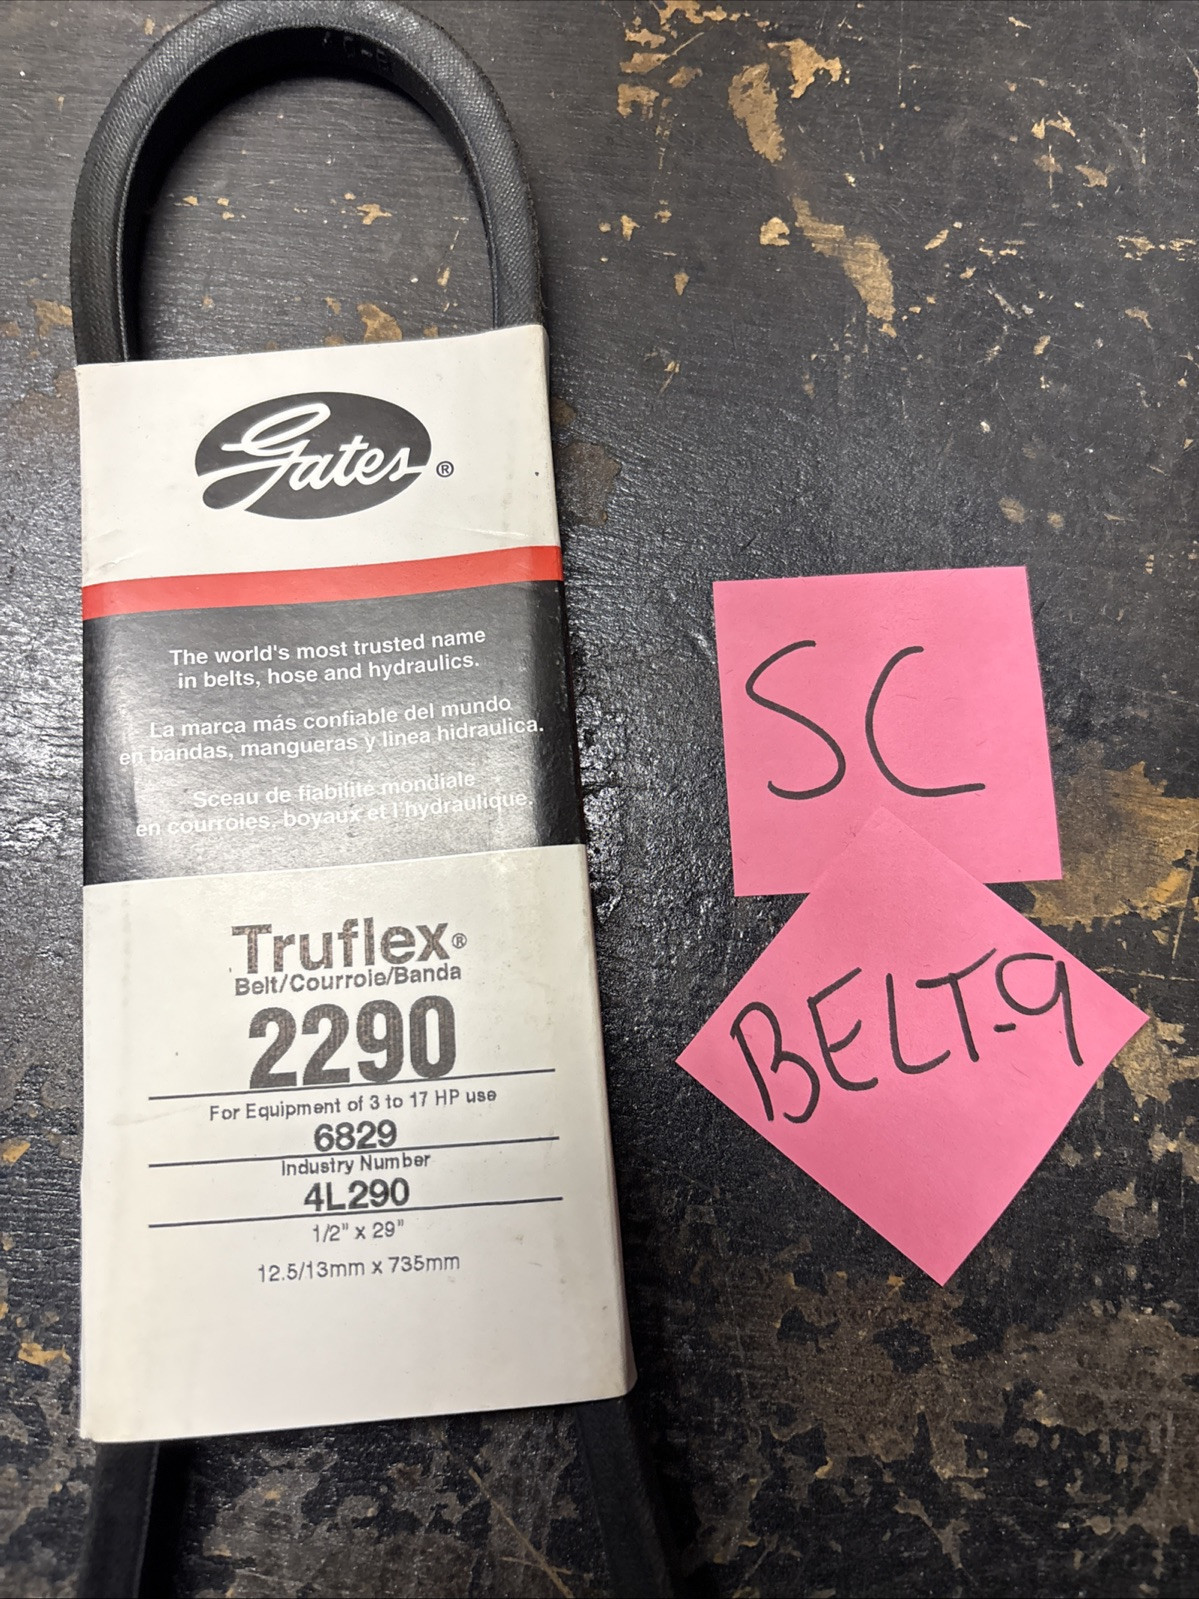 Gates®
The world's most trusted name
in belts, hose and hydraulics.
La marca más confiable del mundo
en bandas, mangueras y linea hidraulica.
Sceau de fiabilité mondiale
en courroies, boyaux et l'hydraulique.
Truflex®
Belt/Courroie/Banda
2290
For Equipment of 3 to 17 HP use
6829
Industry Number
4L290
1/2" x 29"
12.5/13mm x 735mm
SC
BELT-9